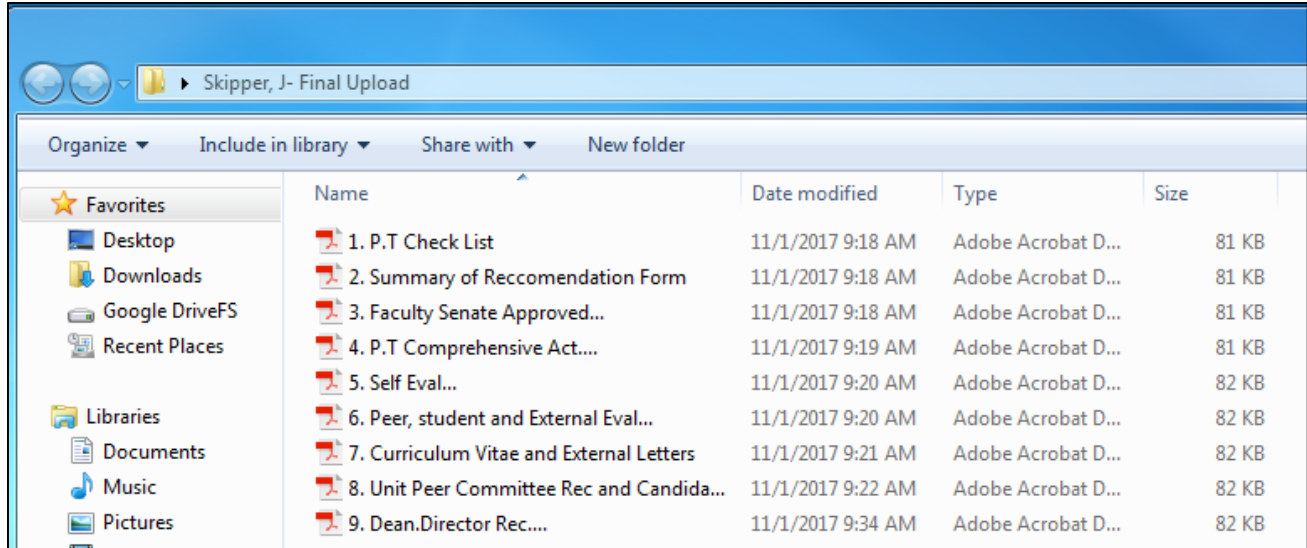 Skipper, J- Final Upload
Organize Include in library Share with New folder
Favorites
Desktop
Downloads
Google DriveFS
Recent Places
Libraries
Documents
Music
Pictures
Name Date modified Type Size
1. P.T Check List 11/1/2017 9:18 AM Adobe Acrobat D... 81 KB
2. Summary of Reccomendation Form 11/1/2017 9:18 AM Adobe Acrobat D... 81 KB
3. Faculty Senate Approved... 11/1/2017 9:18 AM Adobe Acrobat D... 81 KB
4. P.T Comprehensive Act.... 11/1/2017 9:19 AM Adobe Acrobat D... 81 KB
5. Self Eval... 11/1/2017 9:20 AM Adobe Acrobat D... 82 KB
6. Peer, student and External Eval... 11/1/2017 9:20 AM Adobe Acrobat D... 82 KB
7. Curriculum Vitae and External Letters 11/1/2017 9:21 AM Adobe Acrobat D... 82 KB
8. Unit Peer Committee Rec and Candida... 11/1/2017 9:22 AM Adobe Acrobat D... 82 KB
9. Dean.Director Rec.... 11/1/2017 9:34 AM Adobe Acrobat D... 82 KB